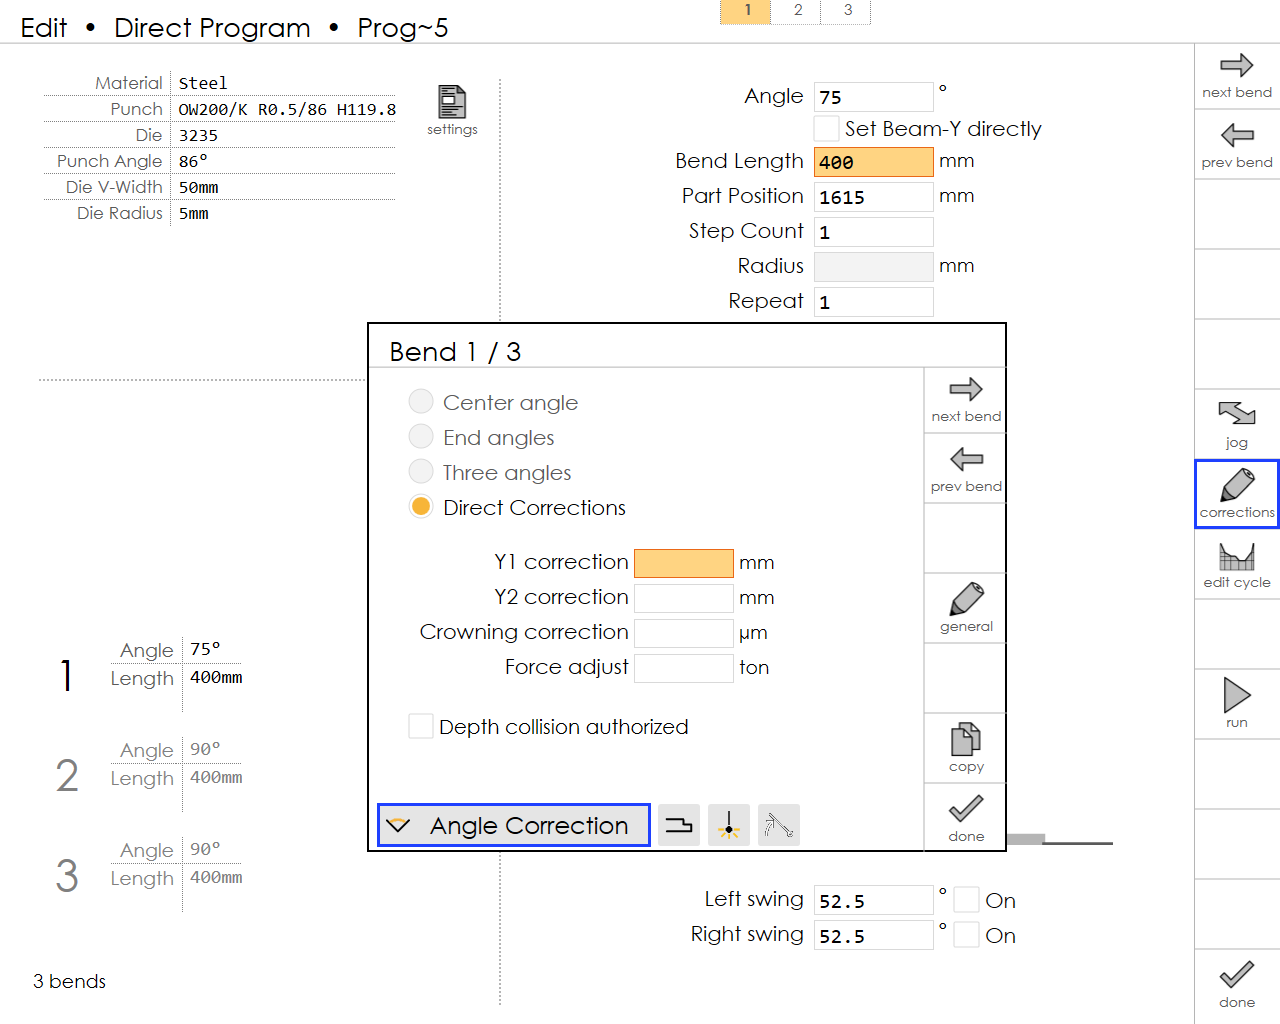 Edit • Direct Program • Prog~5
1 2 3
Material Steel
Punch OW200/K R0.5/86 H119.8
Die 3235
Punch Angle 86°
Die V-Width 50mm
Die Radius 5mm
settings
Angle 75 °
Set Beam-Y directly
Bend Length 400 mm
Part Position 1615 mm
Step Count 1
Radius mm
Repeat 1
Bend 1 / 3
Center angle
End angles
Three angles
Direct Corrections
Y1 correction mm
Y2 correction mm
Crowning correction µm
Force adjust ton
Depth collision authorized
Angle Correction
next bend
prev bend
general
copy
done
1
Angle 75°
Length 400mm
2
Angle 90°
Length 400mm
3
Angle 90°
Length 400mm
3 bends
Left swing 52.5 ° On
Right swing 52.5 ° On
next bend
prev bend
jog
corrections
edit cycle
run
done